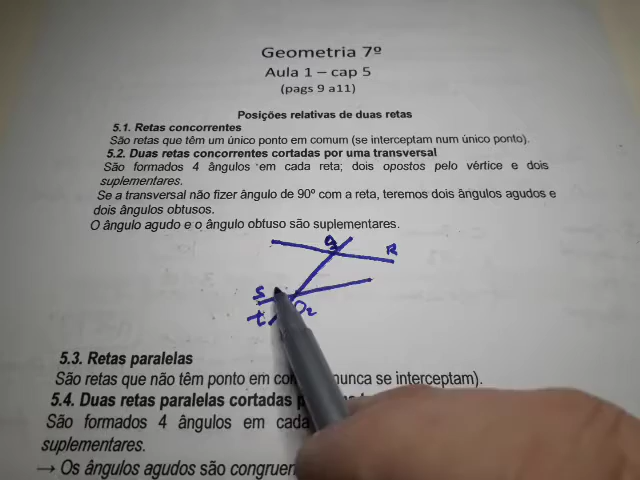 Geometria 7º
Aula 1 – cap 5
(pags 9 a11)
Posições relativas de duas retas
5.1. Retas concorrentes
São retas que têm um único ponto em comum (se interceptam num único ponto).
5.2. Duas retas concorrentes cortadas por uma transversal
São formados 4 ângulos em cada reta; dois opostos pelo vértice e dois
suplementares.
Se a transversal não fizer ângulo de 90º com a reta, teremos dois ângulos agudos e
dois ângulos obtusos.
O ângulo agudo e o ângulo obtuso são suplementares.
R
S
t
O2
5.3. Retas paralelas
São retas que não têm ponto em nunca se interceptam).
5.4. Duas retas paralelas cortadas
São formados 4 ângulos em cada
suplementares.
→ Os ângulos agudos são